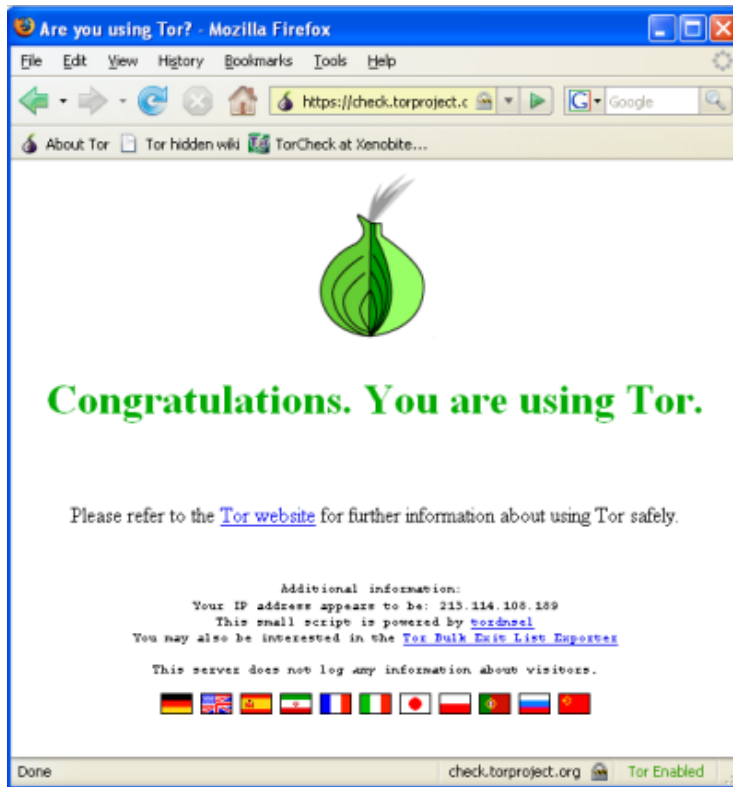 Are you using Tor? - Mozilla Firefox
File Edit View History Bookmarks Tools Help
https://check.torproject.c G Google
About Tor Tor hidden wiki TorCheck at Xenobite...
Congratulations. You are using Tor.
Please refer to the Tor website for further information about using Tor safely.
Additional information:
Your IP address appears to be: 213.114.108.189
This small script is powered by tordnsel
You may also be interested in the Tor Bulk Exit List Exporter
This server does not log any information about visitors.
Done check.torproject.org Tor Enabled